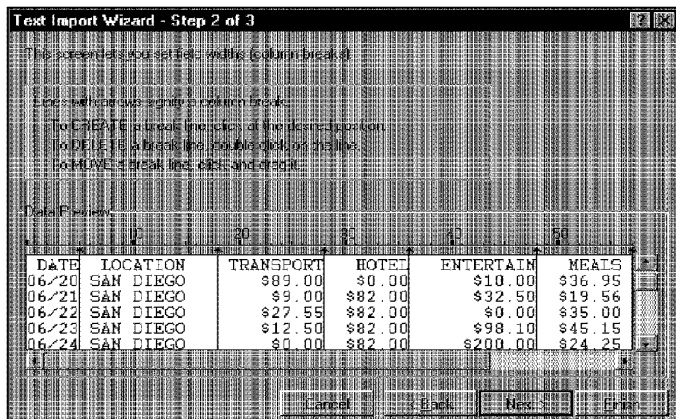 Text Import Wizard - Step 2 of 3
This screen lets you set field widths (column breaks).
Lines with arrows signify a column break.
To CREATE a break line, click at the desired position.
To DELETE a break line, double click on the line.
To MOVE a break line, click and drag it.
Data Preview
10 20 30 40 50
DATE LOCATION TRANSPORT HOTEL ENTERTAIN MEALS
06/20 SAN DIEGO $89.00 $0.00 $10.00 $36.95
06/21 SAN DIEGO $9.00 $82.00 $32.50 $19.56
06/22 SAN DIEGO $27.55 $82.00 $0.00 $35.00
06/23 SAN DIEGO $12.50 $82.00 $98.10 $45.15
06/24 SAN DIEGO $0.00 $82.00 $200.00 $24.25
Cancel < Back Next > Finish